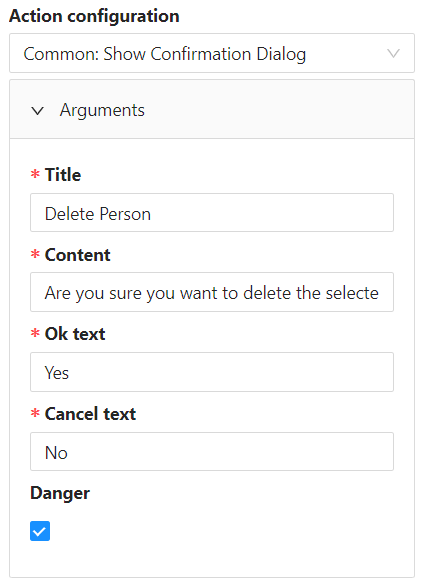 Action configuration
Common: Show Confirmation Dialog
Arguments
* Title
Delete Person
* Content
Are you sure you want to delete the selecte
* Ok text
Yes
* Cancel text
No
Danger